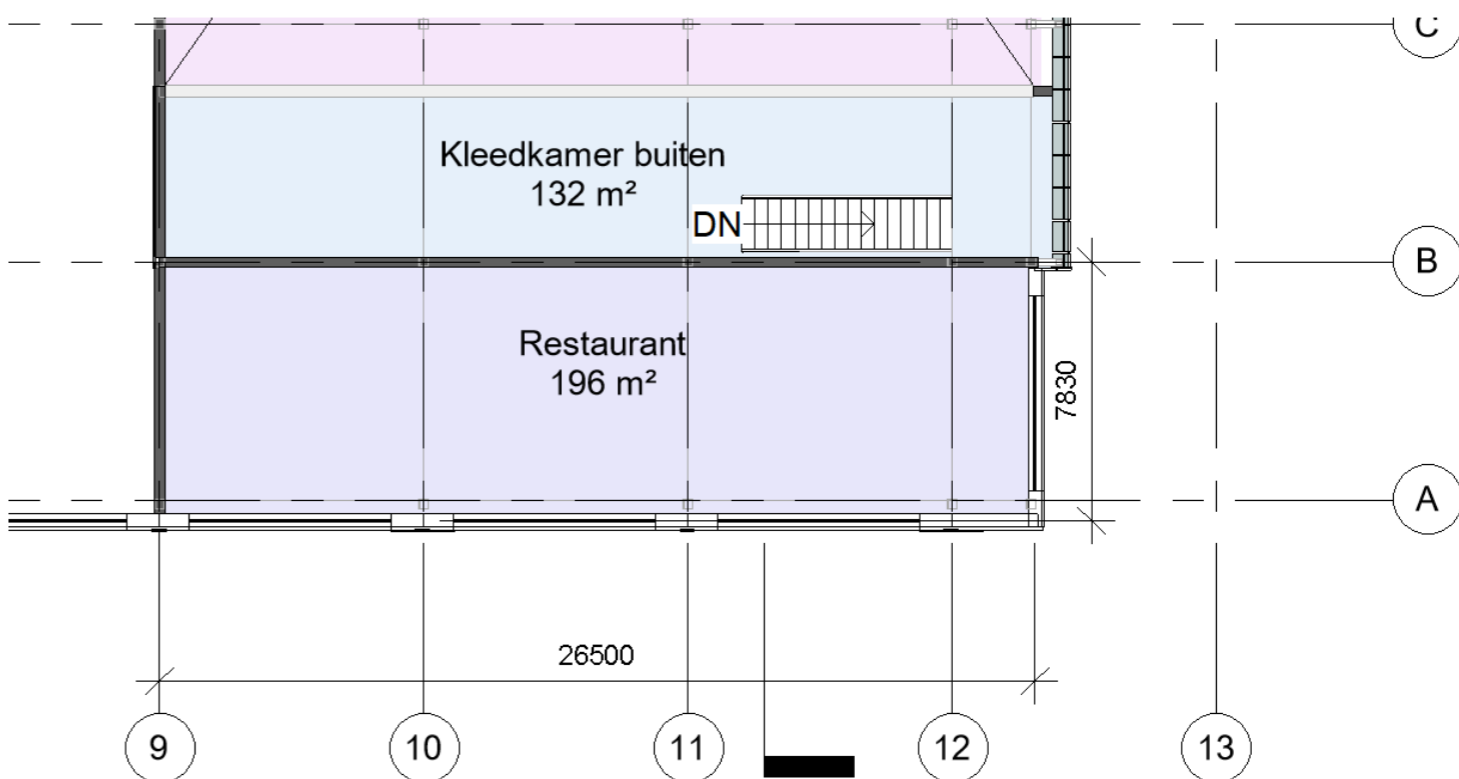 C
Kleedkamer buiten
132 m²
DN
B
Restaurant
196 m²
7830
A
26500
9
10
11
12
13